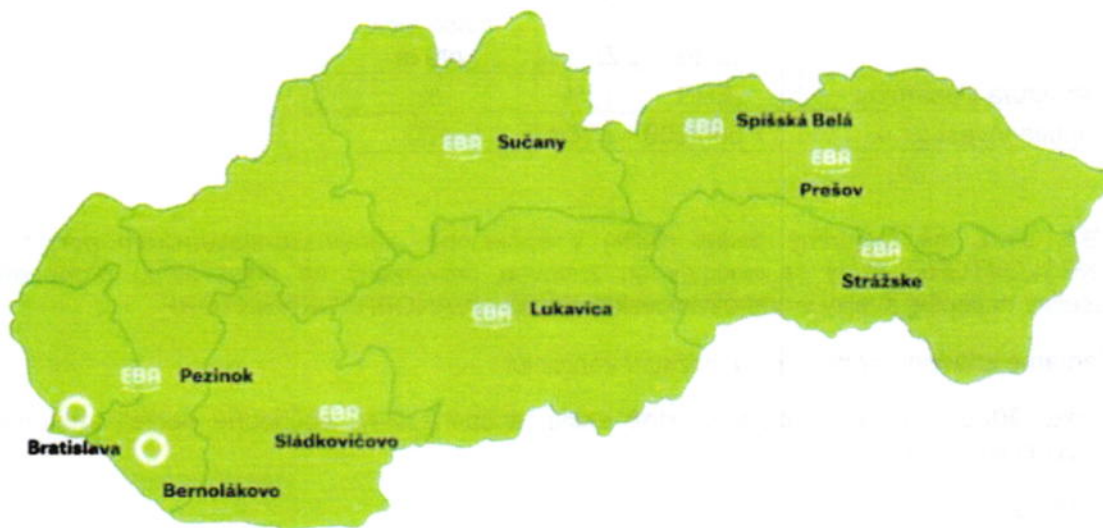 EBA Sučany
EBA Spišská Belá
EBA
Prešov
EBA
Strážske
EBA Lukavica
EBA Pezinok
EBA
Sládkovičovo
Bratislava
Bernolákovo